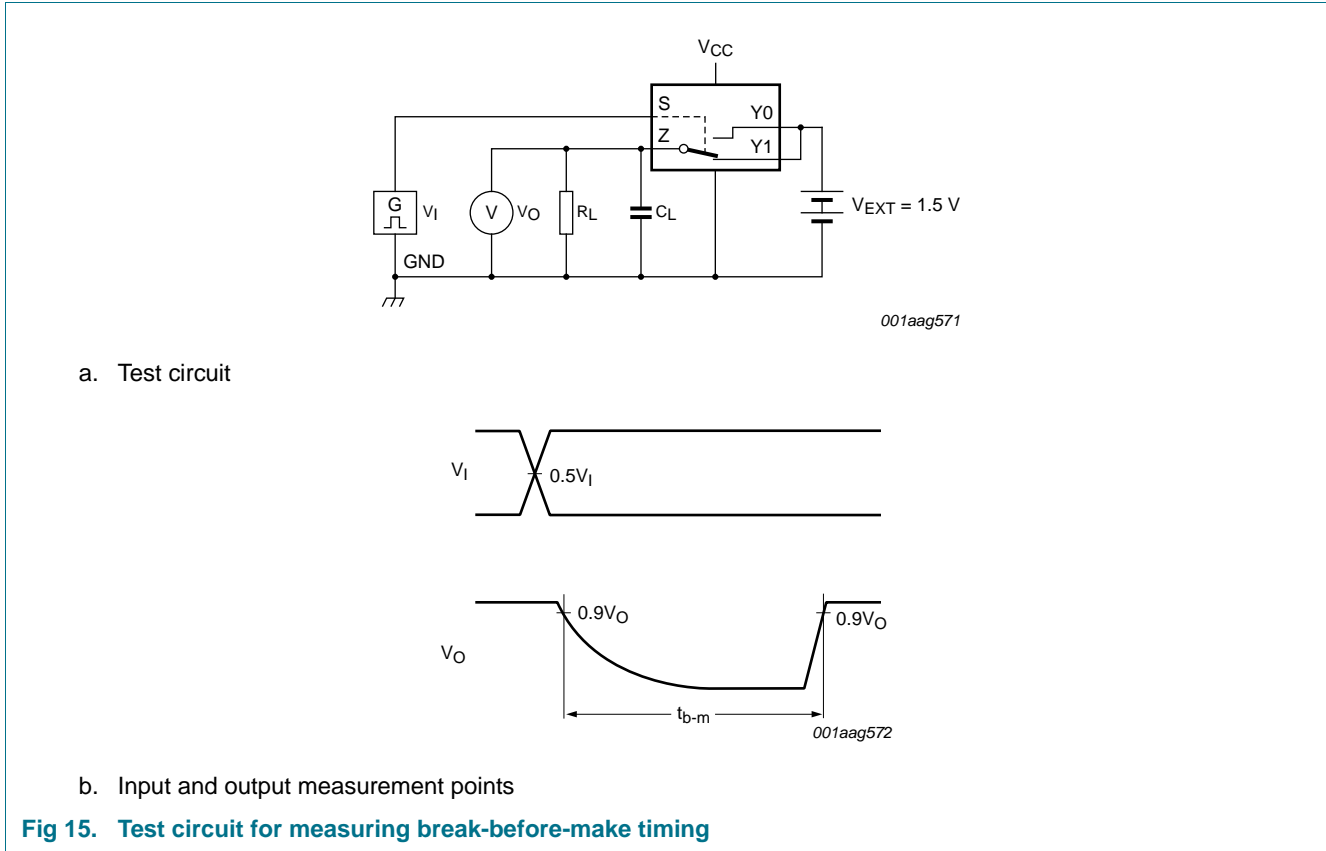 VCC
S
Y0
Z
Y1
G
VI
V
VO
RL
CL
VEXT = 1.5 V
GND
001aag571
a. Test circuit
VI
0.5VI
0.9VO
0.9VO
VO
tb-m
001aag572
b. Input and output measurement points
Fig 15. Test circuit for measuring break-before-make timing